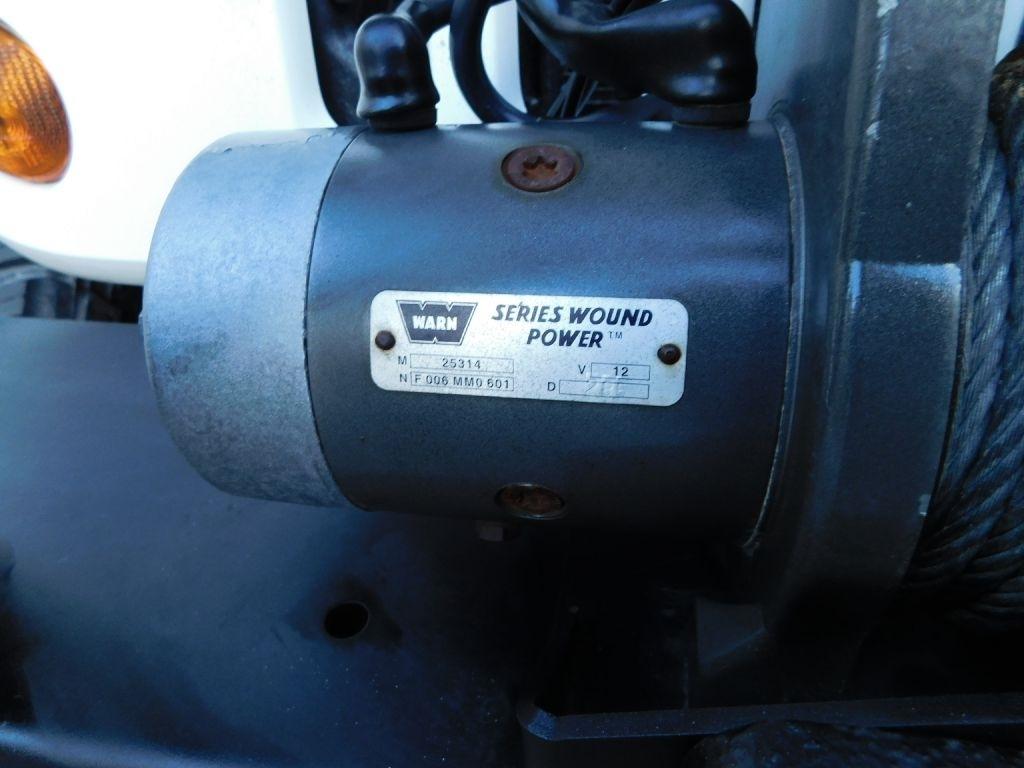 WARN
SERIES WOUND
POWER™
M 25314 V 12
N F 006 MM0 601 D